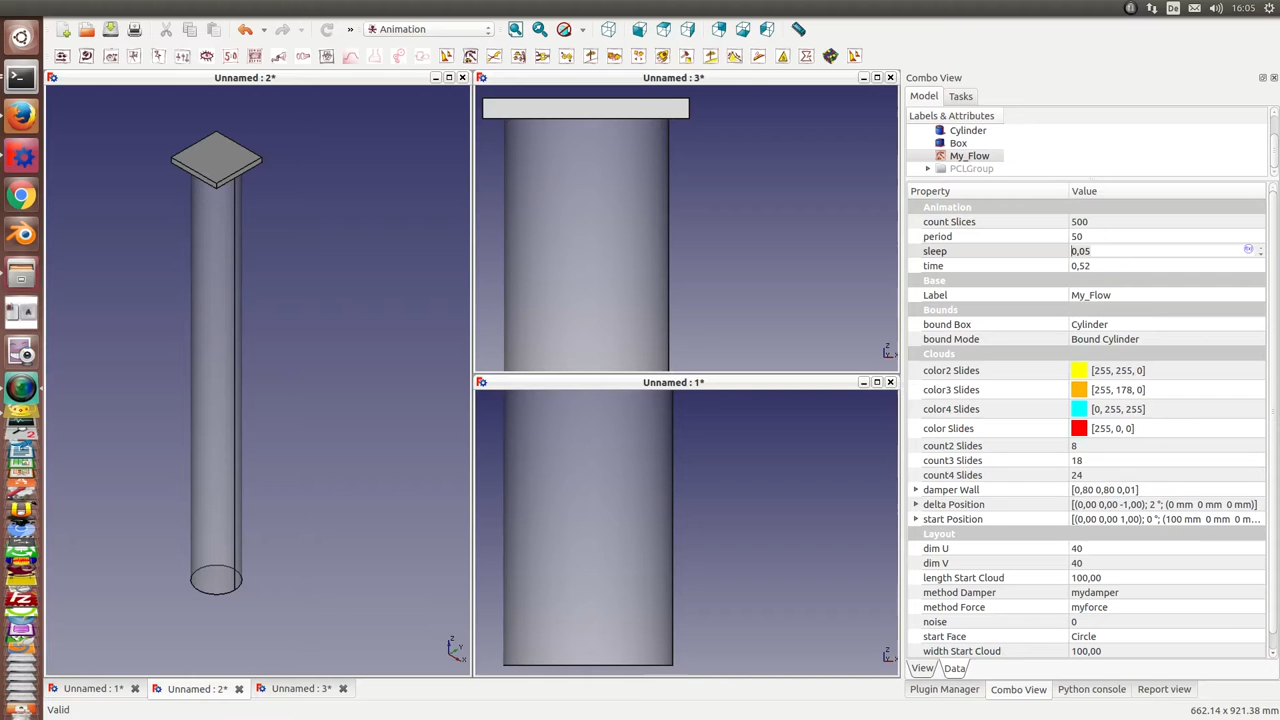 De
16:05
Animation
Unnamed : 2*
Unnamed : 3*
Unnamed : 1*
Combo View
Model
Tasks
Labels & Attributes
Cylinder
Box
My_Flow
PCLGroup
Property Value
Animation
count Slices 500
period 50
sleep 0,05
time 0,52
Base
Label My_Flow
Bounds
bound Box Cylinder
bound Mode Bound Cylinder
Clouds
color2 Slides [255, 255, 0]
color3 Slides [255, 178, 0]
color4 Slides [0, 255, 255]
color Slides [255, 0, 0]
count2 Slides 8
count3 Slides 18
count4 Slides 24
damper Wall [0,80 0,80 0,01]
delta Position [(0,00 0,00 -1,00); 2 °; (0 mm 0 mm 0 mm)]
start Position [(0,00 0,00 1,00); 0 °; (100 mm 0 mm 0 m...
Layout
dim U 40
dim V 40
length Start Cloud 100,00
method Damper mydamper
method Force myforce
noise 0
start Face Circle
width Start Cloud 100,00
View
Data
Unnamed : 1*
Unnamed : 2*
Unnamed : 3*
Plugin Manager
Combo View
Python console
Report view
Valid
662.14 x 921.38 mm